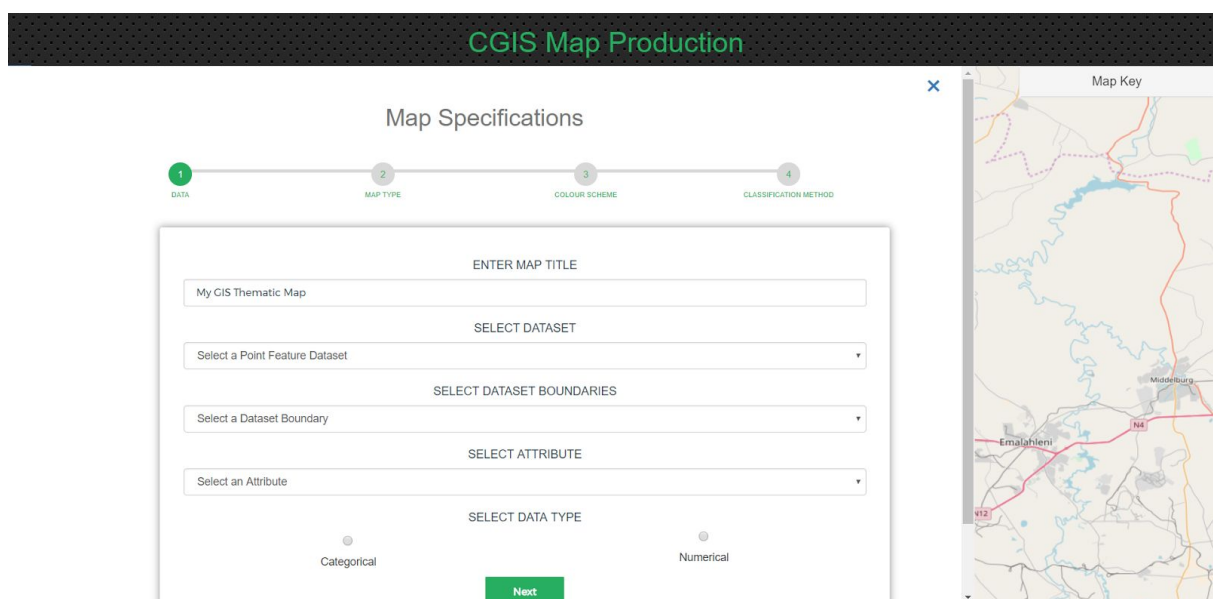 CGIS Map Production
Map Key
Map Specifications
1
2
3
4
DATA
MAP TYPE
COLOUR SCHEME
CLASSIFICATION METHOD
ENTER MAP TITLE
My GIS Thematic Map
SELECT DATASET
Select a Point Feature Dataset
SELECT DATASET BOUNDARIES
Select a Dataset Boundary
SELECT ATTRIBUTE
Select an Attribute
SELECT DATA TYPE
Categorical
Numerical
Next
Middelburg
N4
Emalahleni
N12